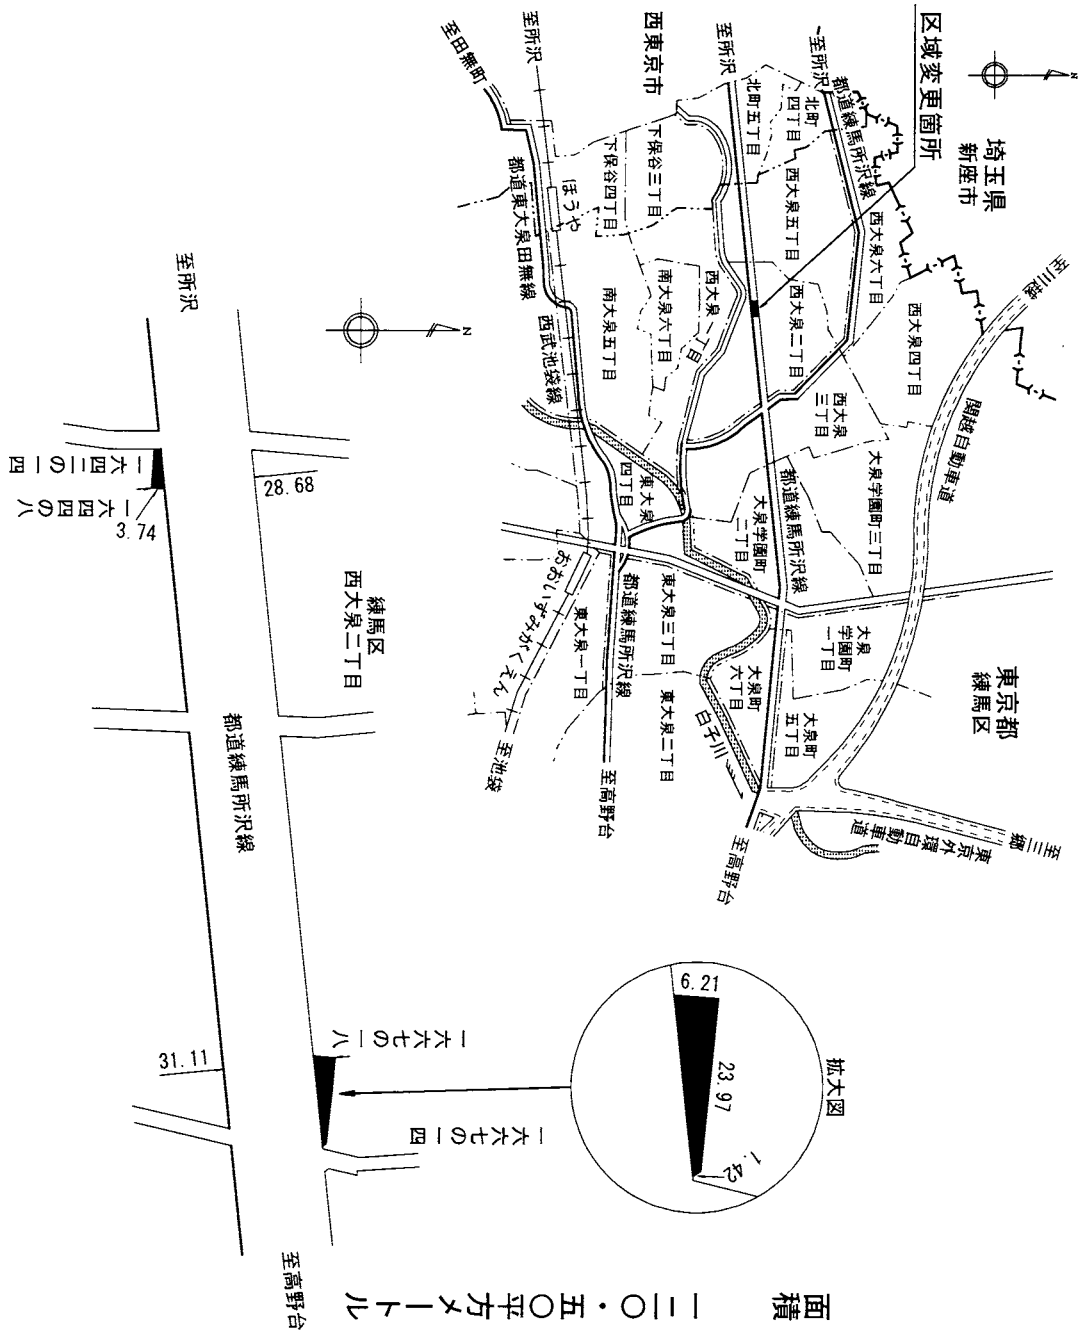 区域変更箇所
埼玉県
新座市
N
至所沢
都道練馬所沢線
北町
四丁目
至所沢
北町五丁目
西東京市
至所沢
至田無町
下保谷三丁目
下保谷四丁目
ほうや
都道東大泉田無線
西大泉五丁目
西大泉六丁目
西大泉四丁目
西大泉二丁目
西大泉
三丁目
西大泉
一丁目
南大泉六丁目
南大泉五丁目
西武池袋線
至川越
関越自動車道
大泉学園町三丁目
都道練馬所沢線
大泉学園町
二丁目
東大泉
四丁目
おおいずみがくえん
都道練馬所沢線
東大泉三丁目
東大泉一丁目
東大泉二丁目
大泉
学園町
一丁目
大泉町
六丁目
大泉町
五丁目
白子川
東京都
練馬区
至池袋
至高野台
至高野台
東京外環自動車道
至三郷
至所沢
N
一六四二の一四
一六四四の八
3.74
28.68
練馬区
西大泉二丁目
都道練馬所沢線
31.11
一六六七の一八
一六六七の一四
至高野台
拡大図
6.21
23.97
1.42
面積 一二〇・五〇平方メートル